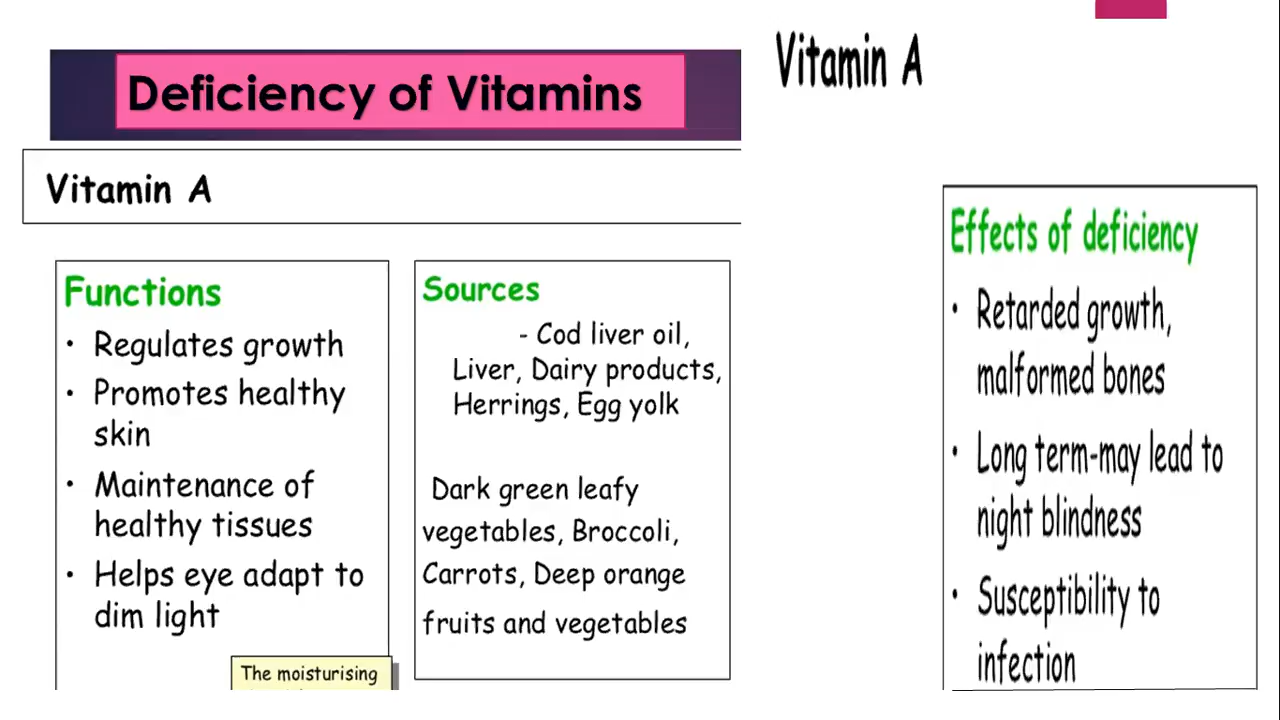 Deficiency of Vitamins
Vitamin A
Functions
• Regulates growth
• Promotes healthy
skin
• Maintenance of
healthy tissues
• Helps eye adapt to
dim light
The moisturising
Sources
- Cod liver oil,
Liver, Dairy products,
Herrings, Egg yolk
Dark green leafy
vegetables, Broccoli,
Carrots, Deep orange
fruits and vegetables
Vitamin A
Effects of deficiency
• Retarded growth,
malformed bones
• Long term-may lead to
night blindness
• Susceptibility to
infection